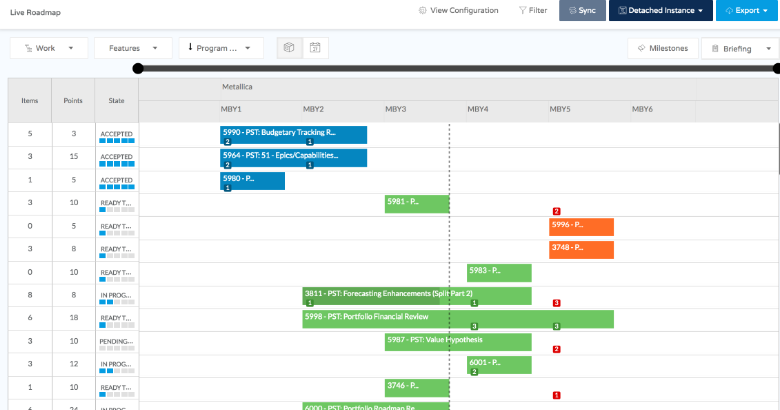 Live Roadmap
View Configuration
Filter
Sync
Detached Instance
Export
Work
Features
Program ...
Milestones
Briefing
Items Points State
Metallica
MBY1 MBY2 MBY3 MBY4 MBY5 MBY6
5 3 ACCEPTED 5990 - PST: Budgetary Tracking R...
2 1
3 15 ACCEPTED 5964 - PST: 51 - Epics/Capabilities...
2 1
1 5 ACCEPTED 5980 - P...
1
3 10 READY T... 5981 - P...
2
0 5 READY T... 5996 - P...
3 8 READY T... 3748 - P...
0 10 READY T... 5983 - P...
8 8 IN PROG... 3811 - PST: Forecasting Enhancements (Split Part 2)
1 1 3
6 18 READY T... 5998 - PST: Portfolio Financial Review
3 3
3 10 PENDING... 5987 - PST: Value Hypothesis
2
3 12 IN PROG... 6001 - P...
2
1 10 READY T... 3746 - P...
1
6 24 IN PROG... 6000 - PST: Portfolio Roadmap Re...